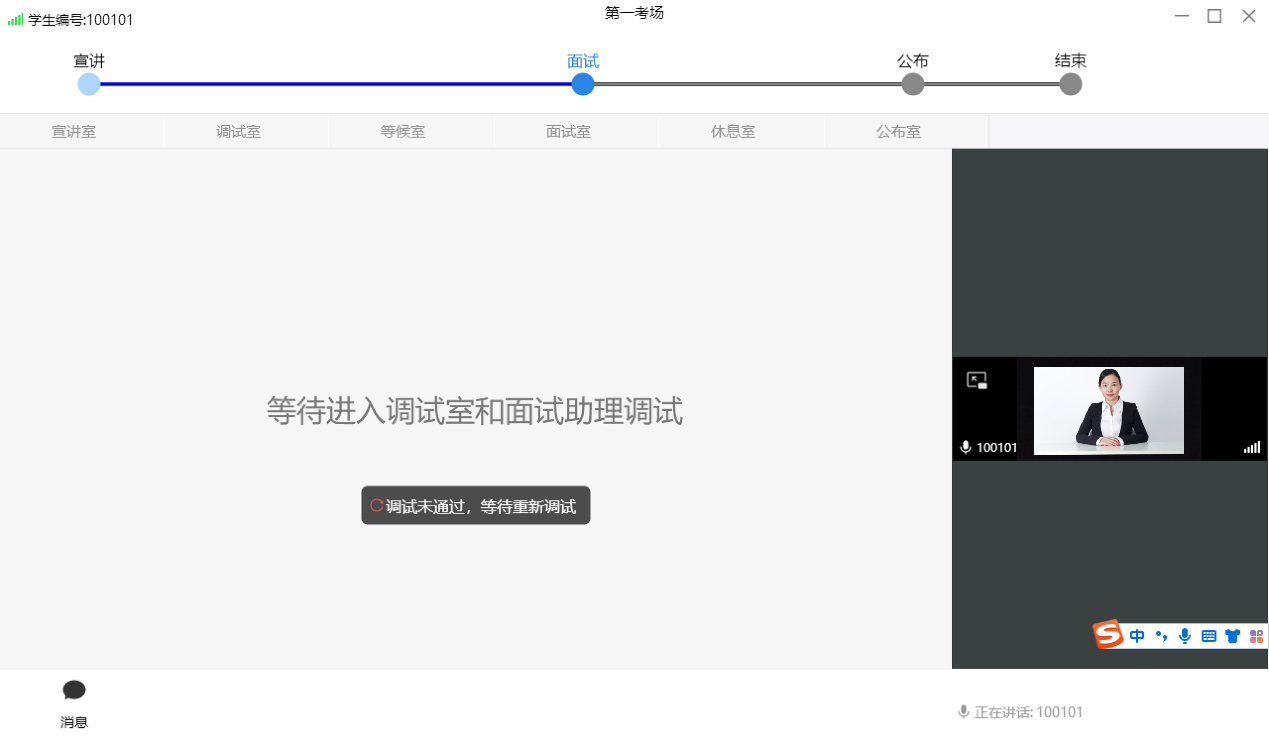 学生编号:100101
第一考场
宣讲
面试
公布
结束
宣讲室
调试室
等候室
面试室
休息室
公布室
等待进入调试室和面试助理调试
调试未通过，等待重新调试
100101
S 中
消息
正在讲话: 100101